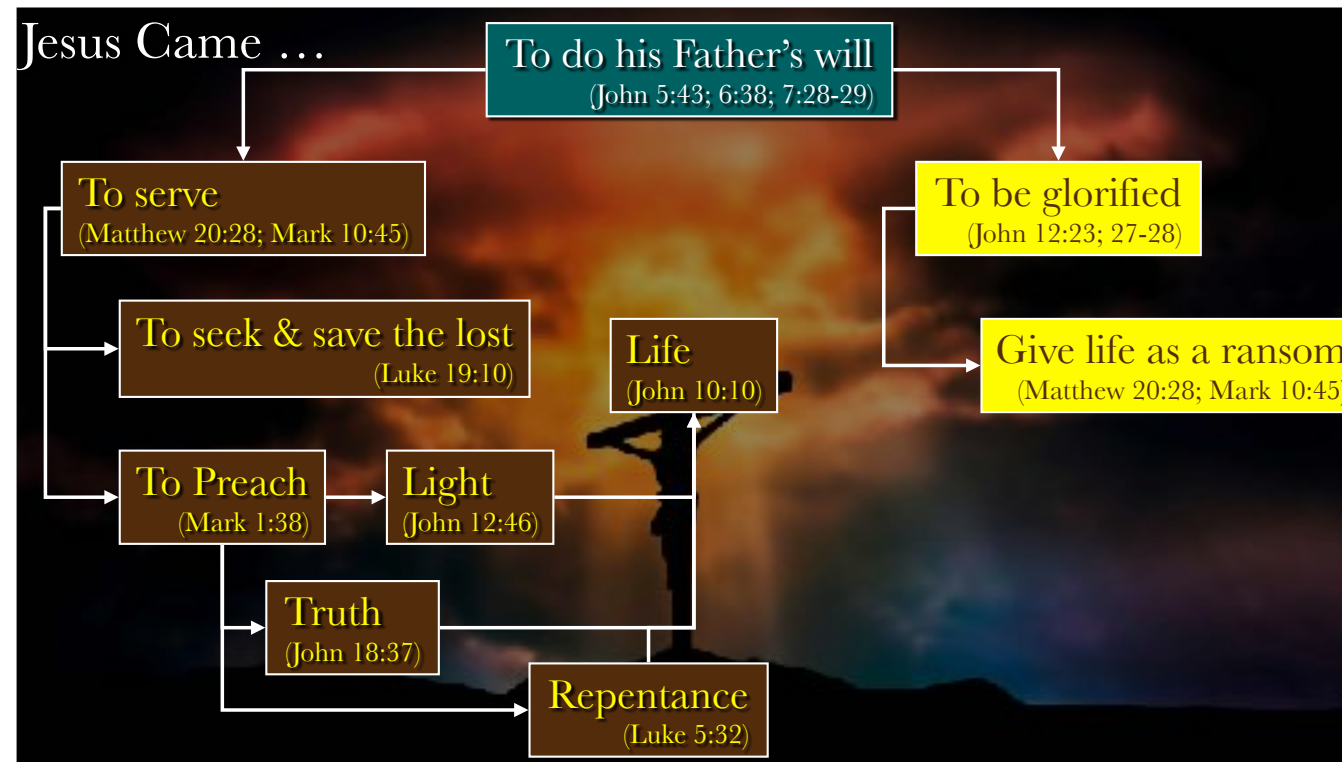 Jesus Came …
To do his Father’s will
(John 5:43; 6:38; 7:28-29)
To serve
(Matthew 20:28; Mark 10:45)
To be glorified
(John 12:23; 27-28)
To seek & save the lost
(Luke 19:10)
Life
(John 10:10)
Give life as a ransom
(Matthew 20:28; Mark 10:45)
To Preach
(Mark 1:38)
Light
(John 12:46)
Truth
(John 18:37)
Repentance
(Luke 5:32)